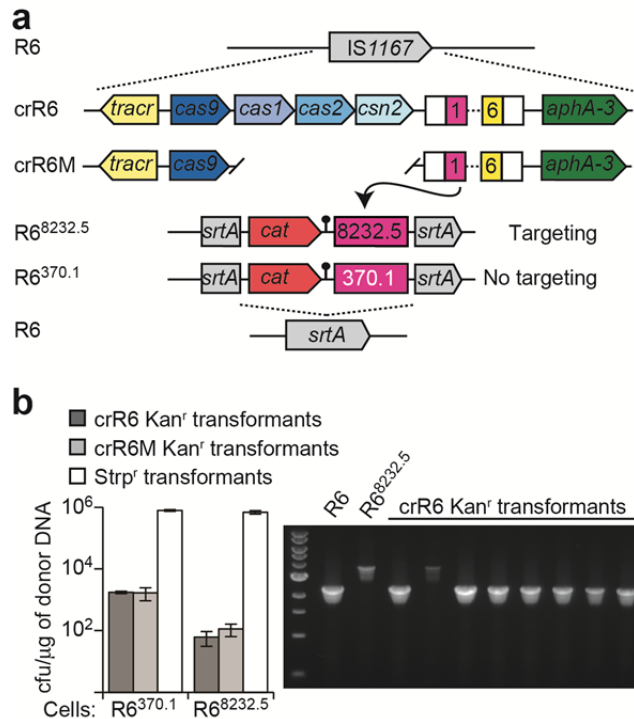 a
R6
IS1167
crR6
tracr cas9 cas1 cas2 csn2 1 6 aphA-3
crR6M
tracr cas9 1 6 aphA-3
R6⁸²³²·⁵
srtA cat 8232.5 srtA
Targeting
R6³⁷⁰·¹
srtA cat 370.1 srtA
No targeting
R6
srtA
b
crR6 Kanʳ transformants
crR6M Kanʳ transformants
Strpʳ transformants
cfu/µg of donor DNA
10⁶
10⁴
10²
Cells: R6³⁷⁰·¹ R6⁸²³²·⁵
R6
R6⁸²³²·⁵
crR6 Kanʳ transformants